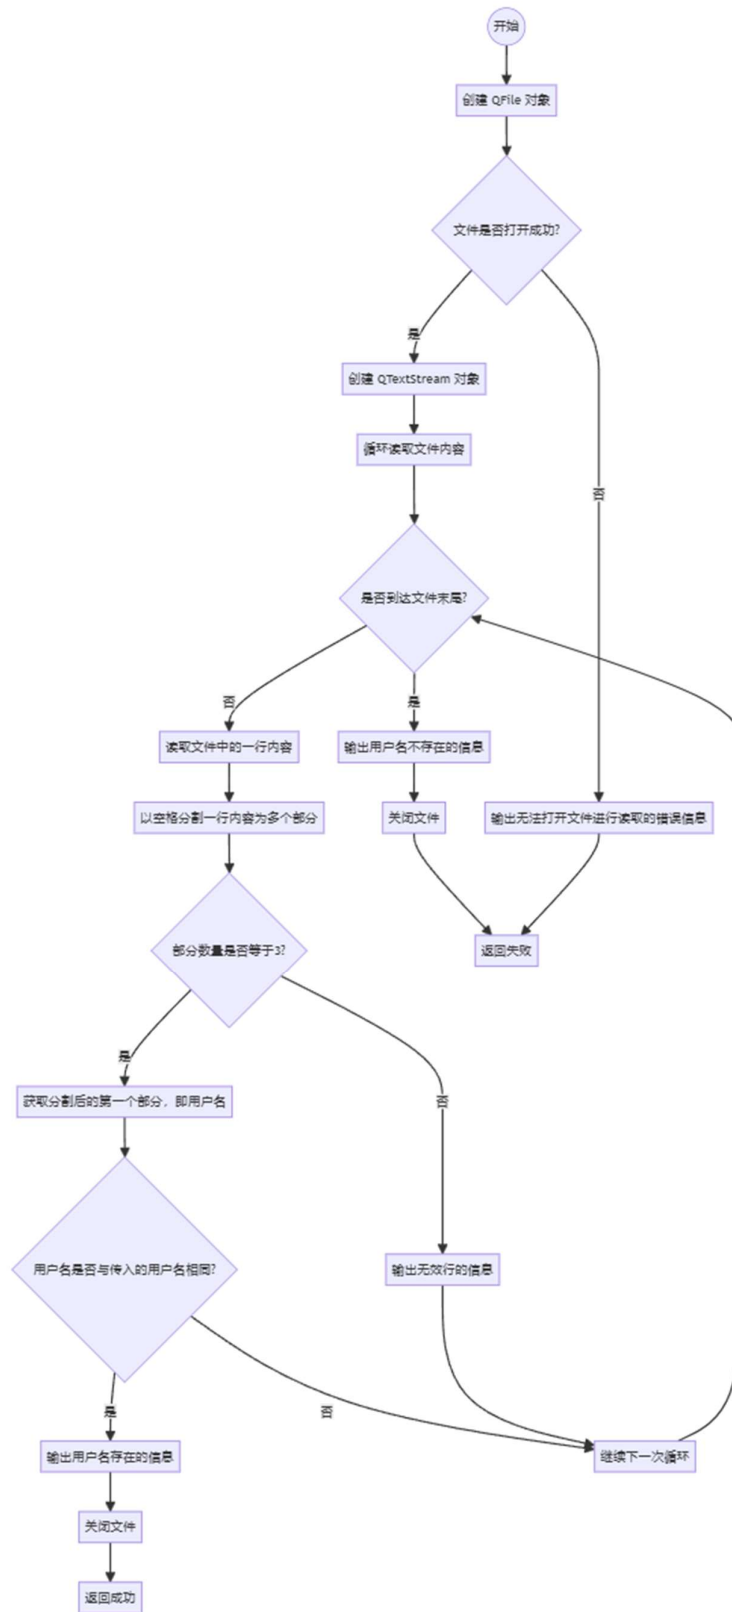 开始
创建 QFile 对象
文件是否打开成功?
是
创建 QTextStream 对象
循环读取文件内容
否
是否到达文件末尾?
否
是
读取文件中的一行内容
输出用户名不存在的信息
以空格分割一行内容为多个部分
关闭文件
输出无法打开文件进行读取的错误信息
部分数量是否等于3?
返回失败
是
获取分割后的第一个部分，即用户名
否
用户名是否与传入的用户名相同?
输出无效行的信息
是
否
输出用户名存在的信息
继续下一次循环
关闭文件
返回成功